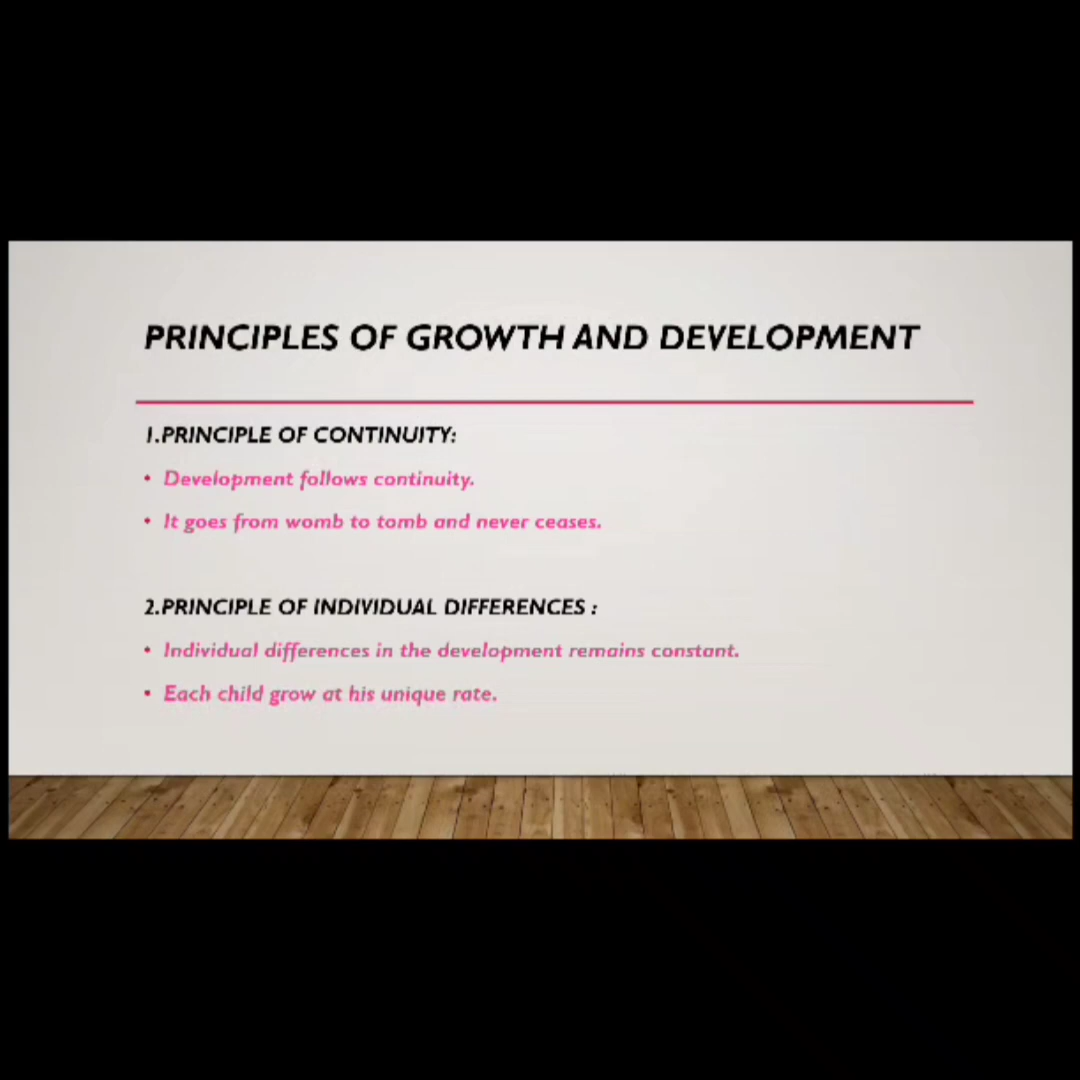 PRINCIPLES OF GROWTH AND DEVELOPMENT
1.PRINCIPLE OF CONTINUITY:
• Development follows continuity.
• It goes from womb to tomb and never ceases.
2.PRINCIPLE OF INDIVIDUAL DIFFERENCES :
• Individual differences in the development remains constant.
• Each child grow at his unique rate.